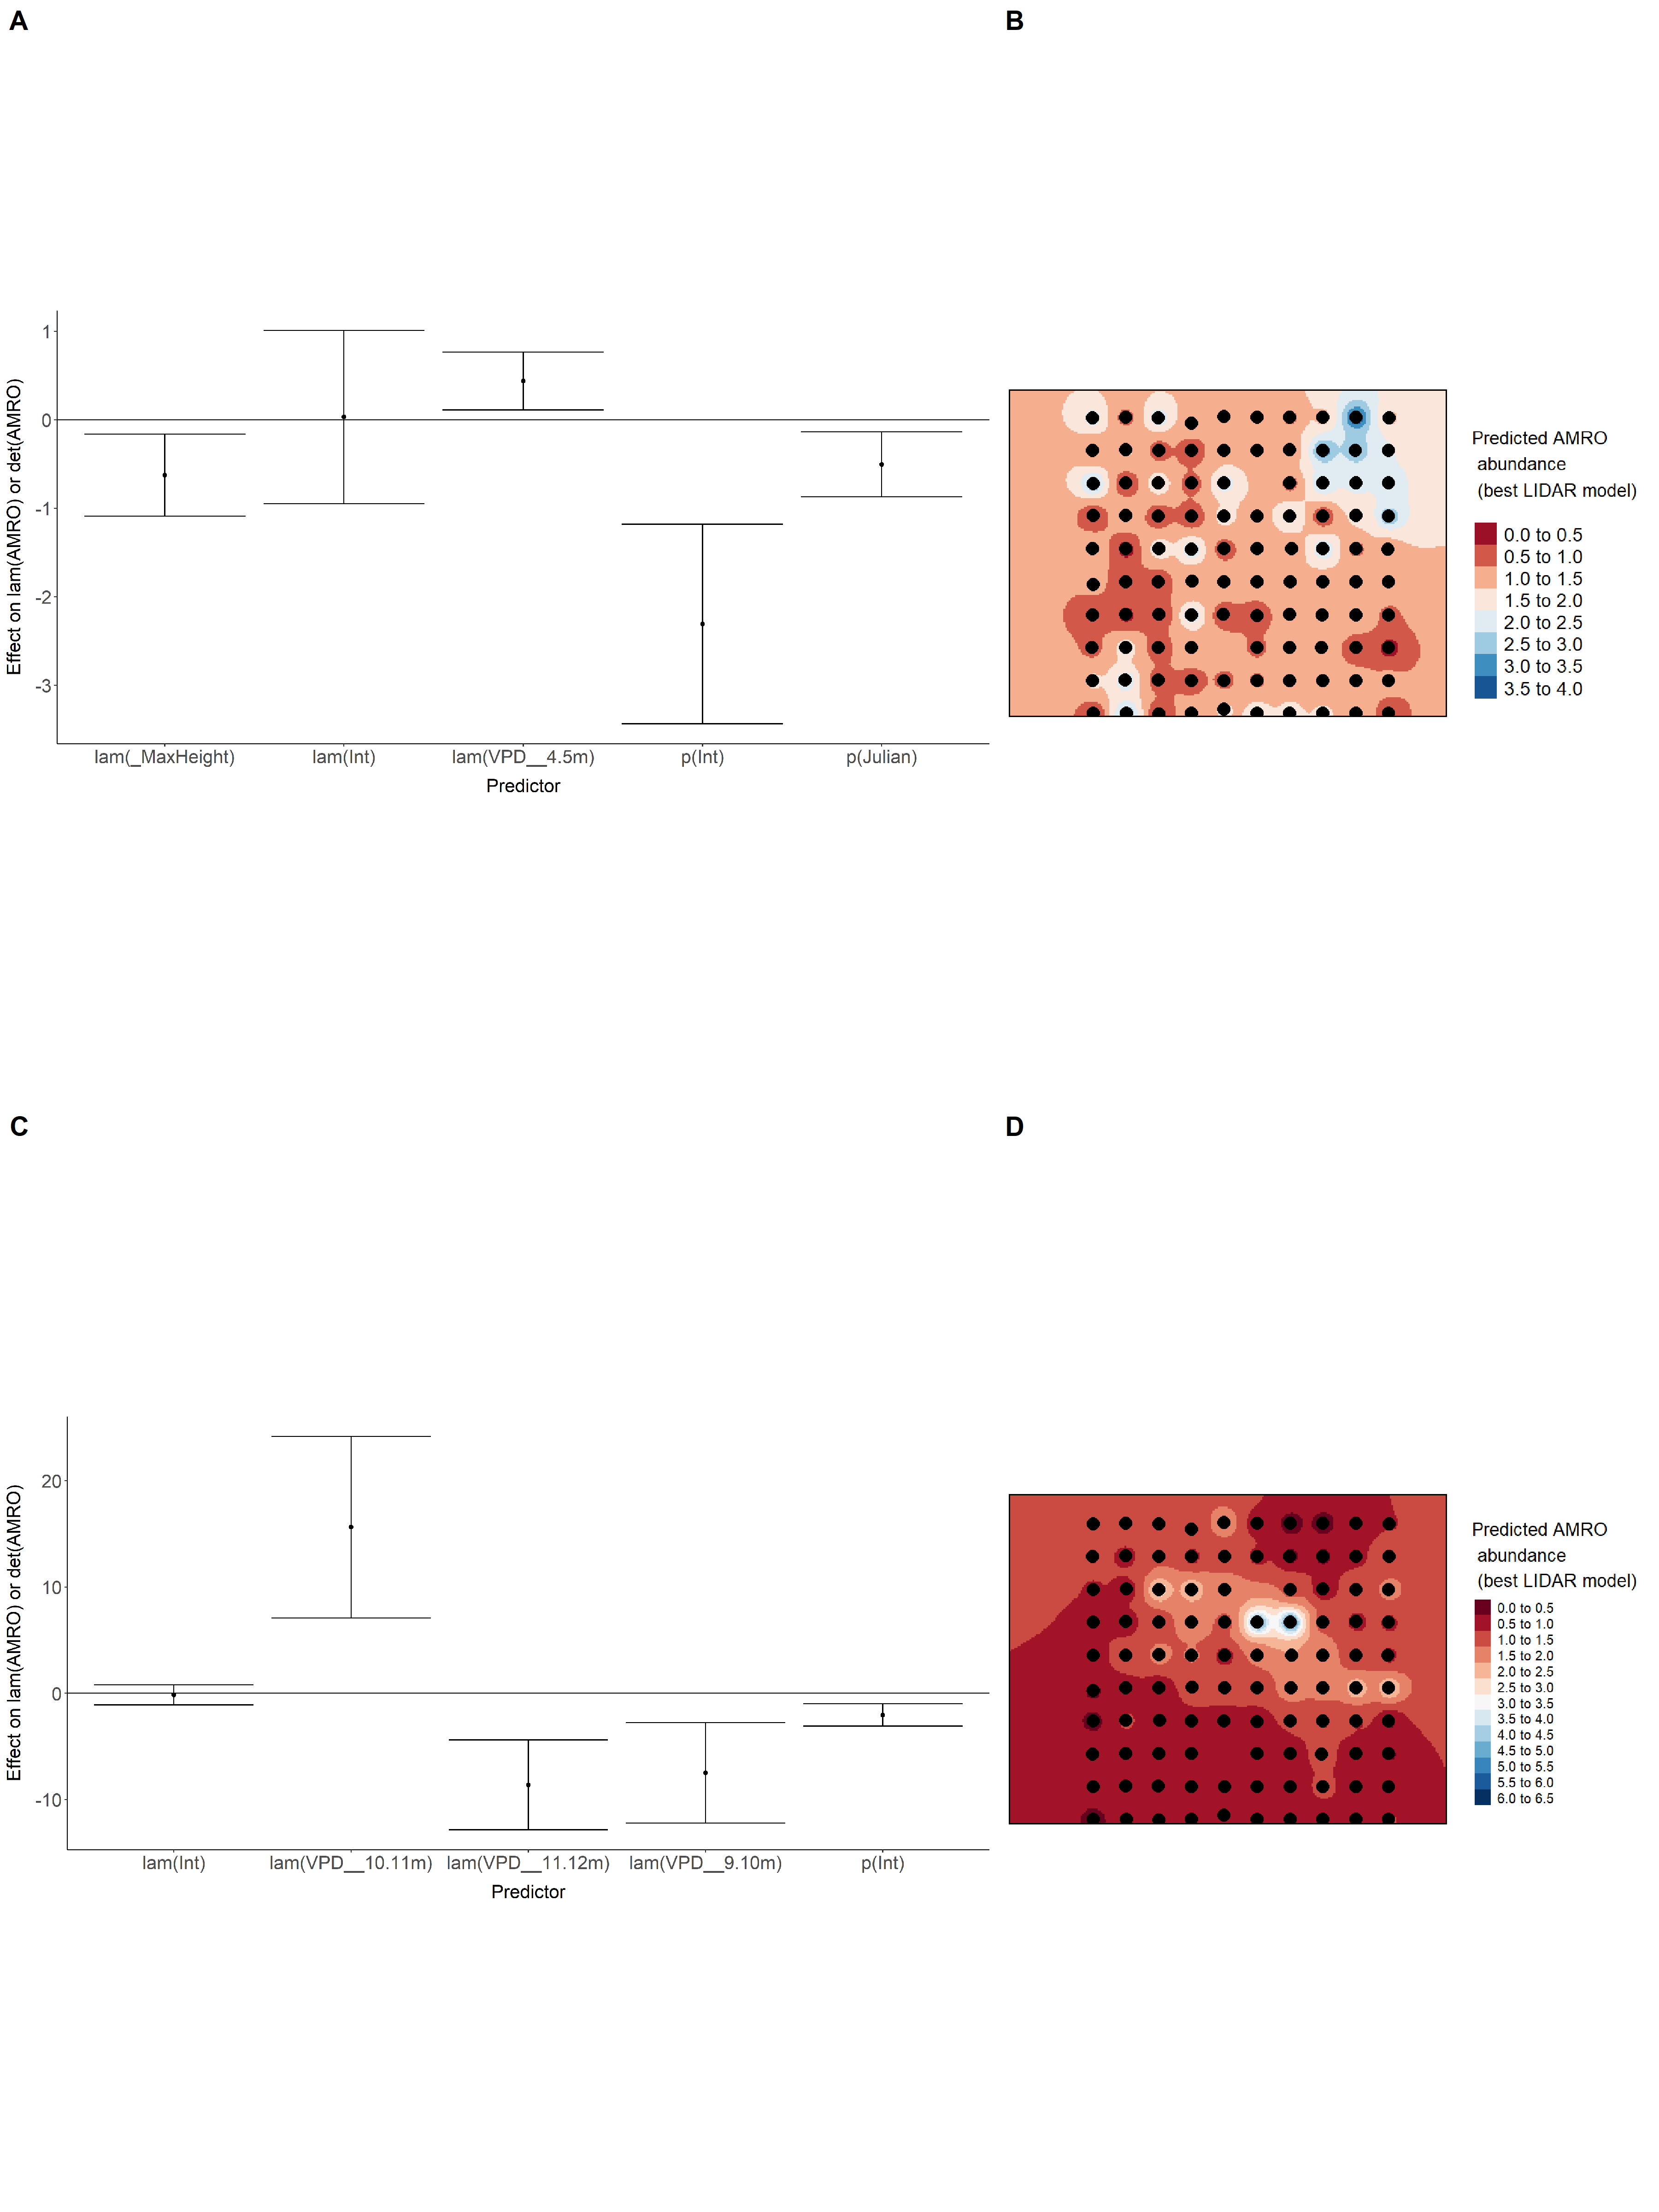 A
B
Effect on lam(AMRO) or det(AMRO)
1
0
-1
-2
-3
lam(_MaxHeight)
lam(Int)
lam(VPD__4.5m)
p(Int)
p(Julian)
Predictor
Predicted AMRO
abundance
(best LIDAR model)
0.0 to 0.5
0.5 to 1.0
1.0 to 1.5
1.5 to 2.0
2.0 to 2.5
2.5 to 3.0
3.0 to 3.5
3.5 to 4.0
C
D
Effect on lam(AMRO) or det(AMRO)
20
10
0
-10
lam(Int)
lam(VPD__10.11m)
lam(VPD__11.12m)
lam(VPD__9.10m)
p(Int)
Predictor
Predicted AMRO
abundance
(best LIDAR model)
0.0 to 0.5
0.5 to 1.0
1.0 to 1.5
1.5 to 2.0
2.0 to 2.5
2.5 to 3.0
3.0 to 3.5
3.5 to 4.0
4.0 to 4.5
4.5 to 5.0
5.0 to 5.5
5.5 to 6.0
6.0 to 6.5